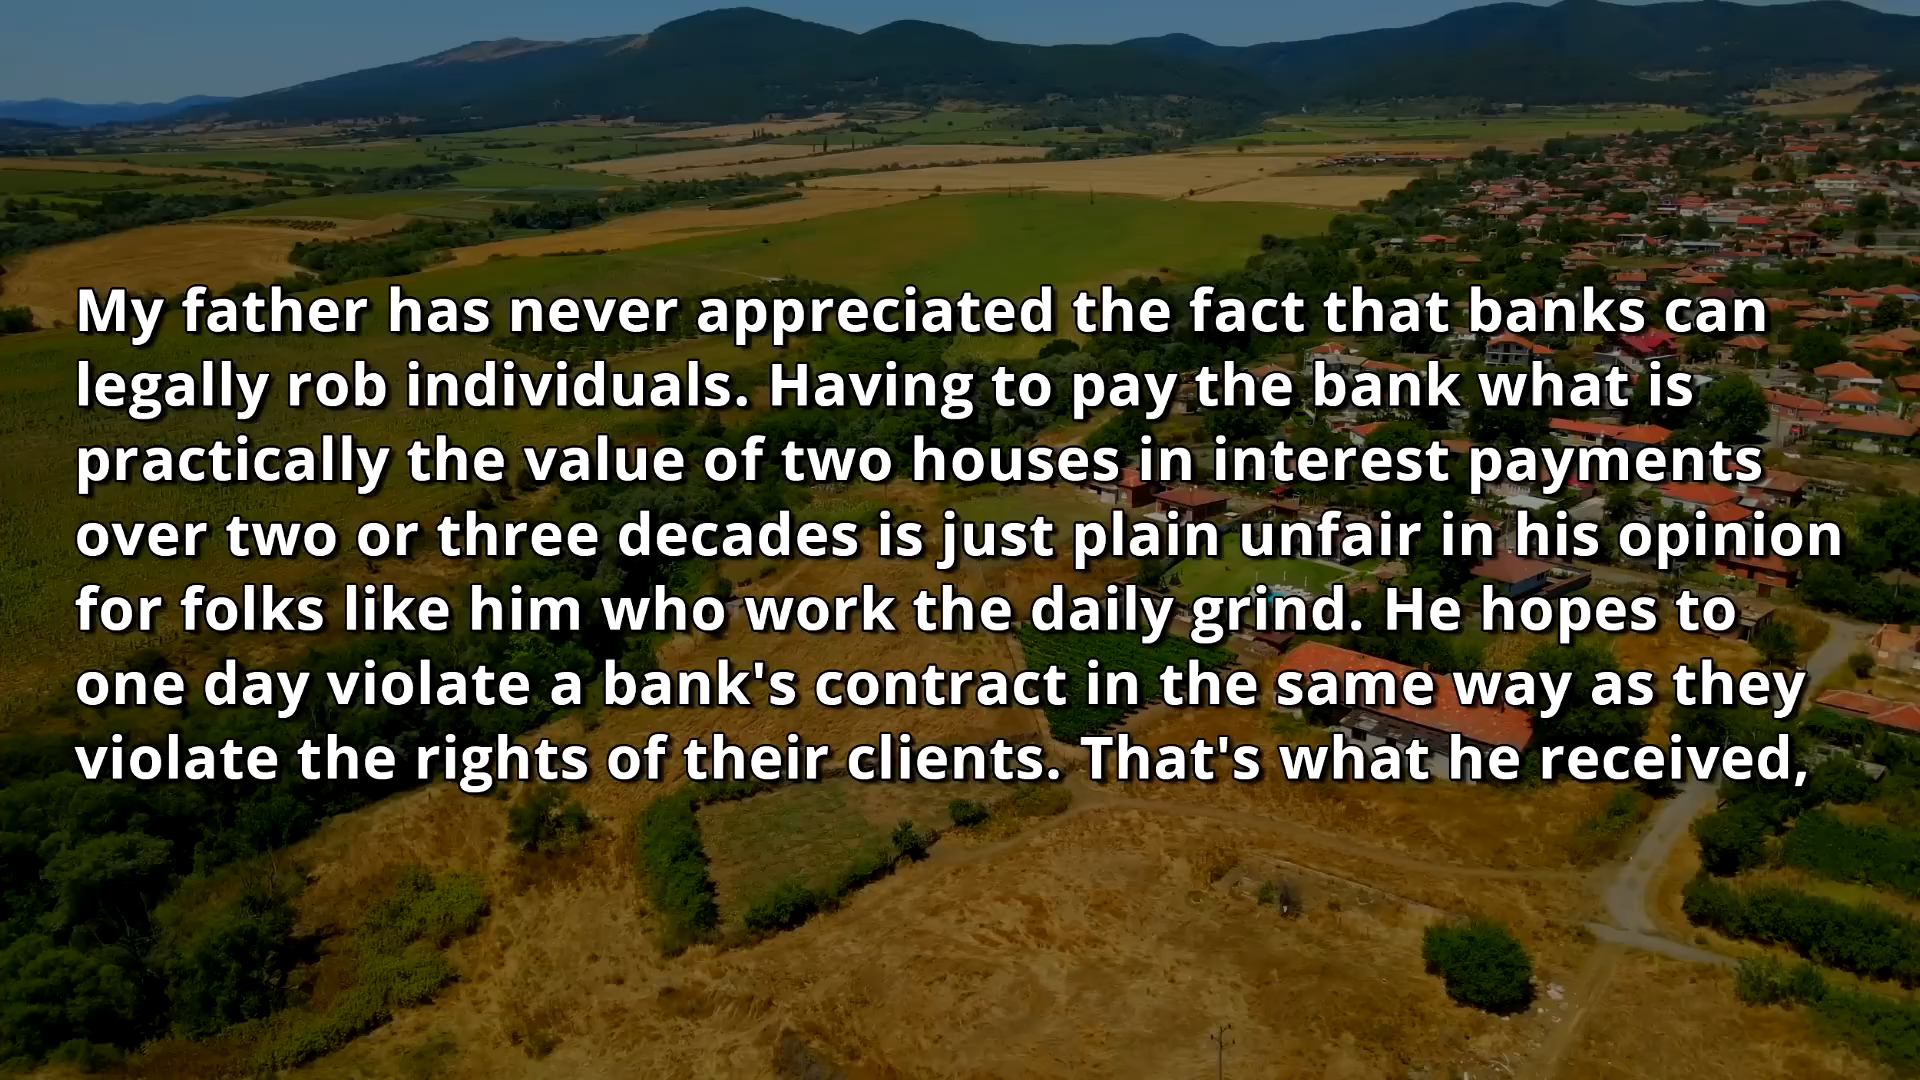 My father has never appreciated the fact that banks can
legally rob individuals. Having to pay the bank what is
practically the value of two houses in interest payments
over two or three decades is just plain unfair in his opinion
for folks like him who work the daily grind. He hopes to
one day violate a bank's contract in the same way as they
violate the rights of their clients. That's what he received,